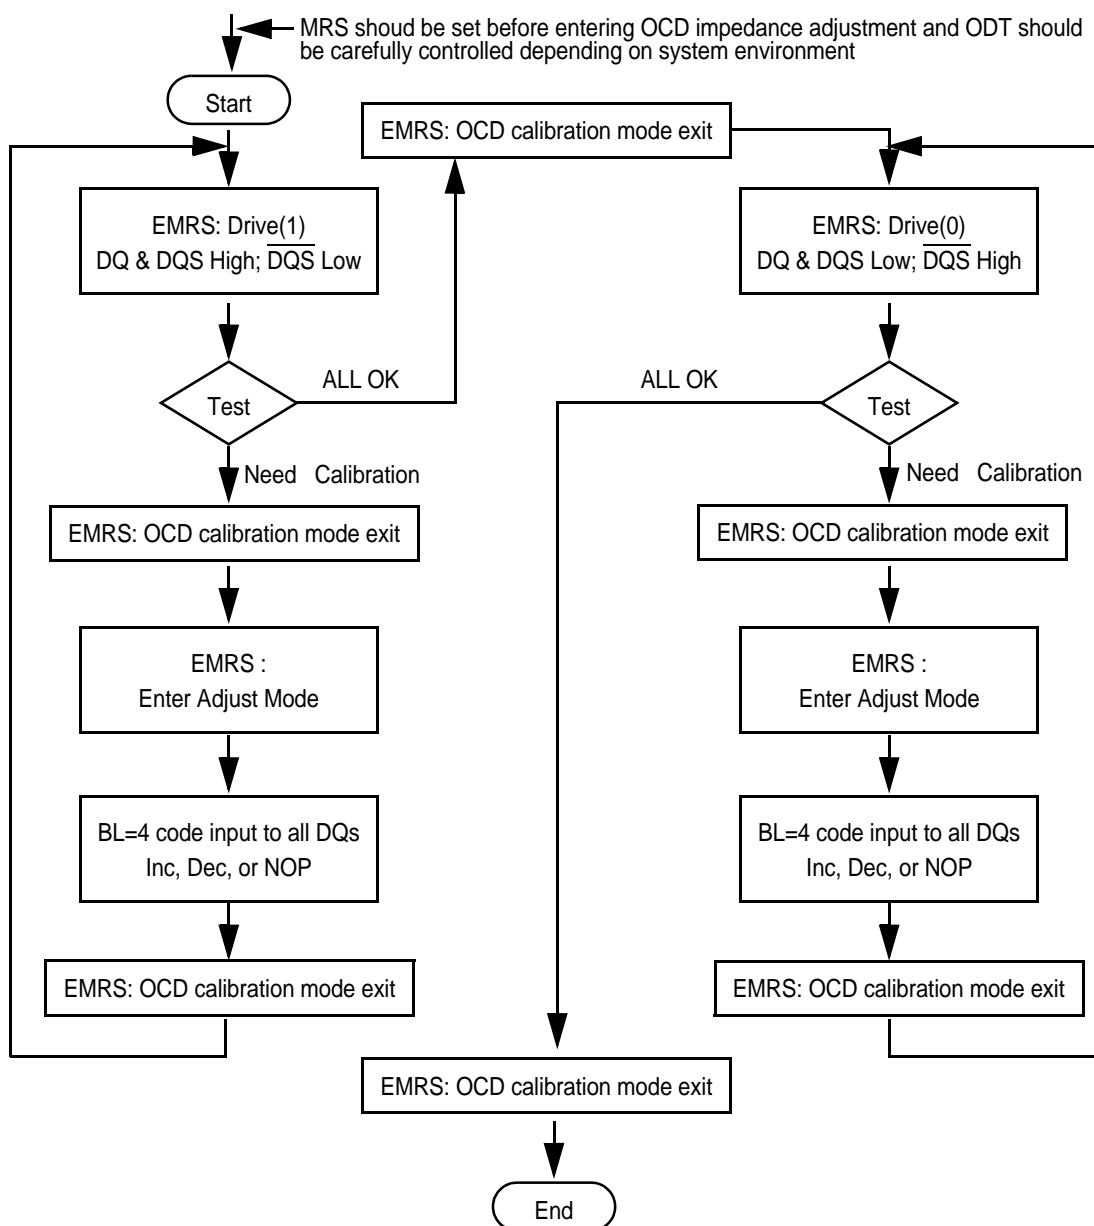 MRS shoud be set before entering OCD impedance adjustment and ODT should
be carefully controlled depending on system environment
Start
EMRS: OCD calibration mode exit
EMRS: Drive(1)
DQ & DQS High; D̅Q̅S̅ Low
Test
ALL OK
Need Calibration
EMRS: OCD calibration mode exit
EMRS :
Enter Adjust Mode
BL=4 code input to all DQs
Inc, Dec, or NOP
EMRS: OCD calibration mode exit
EMRS: Drive(0)
DQ & DQS Low; D̅Q̅S̅ High
Test
ALL OK
Need Calibration
EMRS: OCD calibration mode exit
EMRS :
Enter Adjust Mode
BL=4 code input to all DQs
Inc, Dec, or NOP
EMRS: OCD calibration mode exit
EMRS: OCD calibration mode exit
End